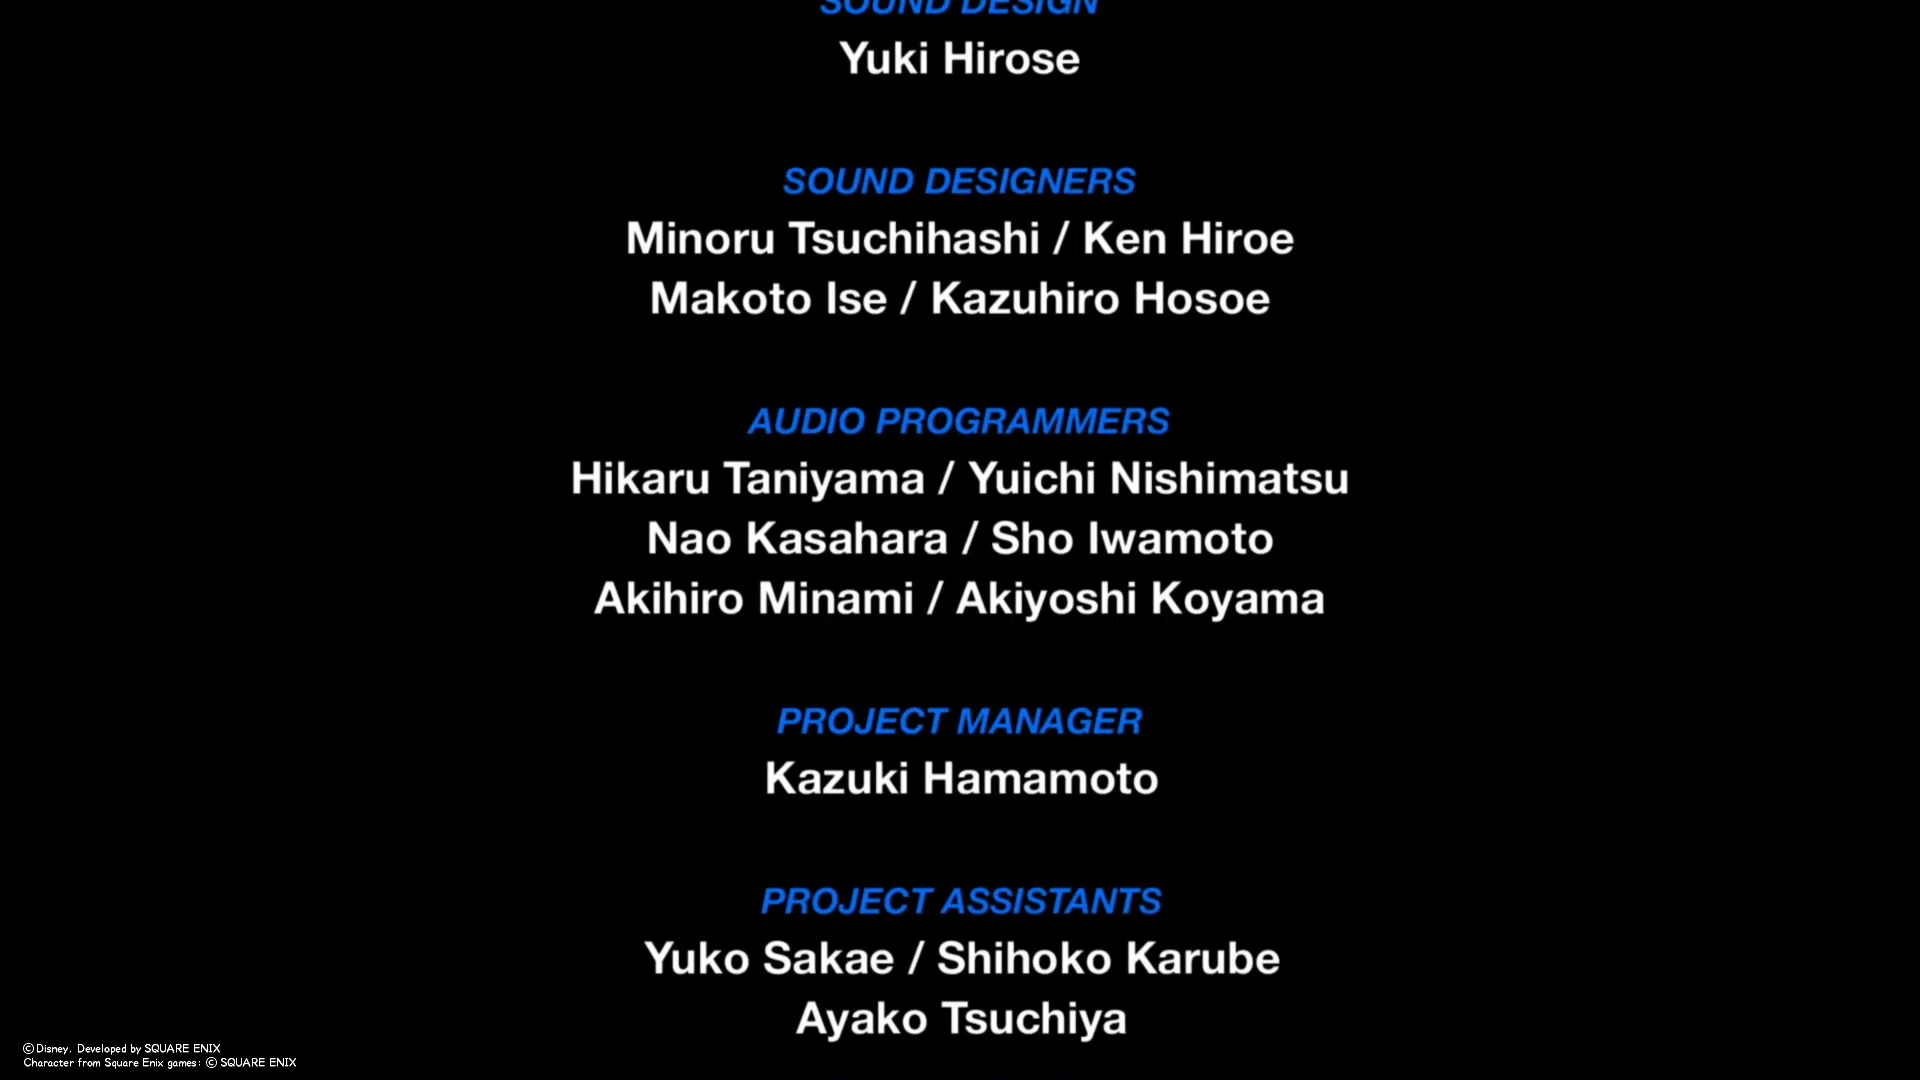 SOUND DESIGN
Yuki Hirose
SOUND DESIGNERS
Minoru Tsuchihashi / Ken Hiroe
Makoto Ise / Kazuhiro Hosoe
AUDIO PROGRAMMERS
Hikaru Taniyama / Yuichi Nishimatsu
Nao Kasahara / Sho Iwamoto
Akihiro Minami / Akiyoshi Koyama
PROJECT MANAGER
Kazuki Hamamoto
PROJECT ASSISTANTS
Yuko Sakae / Shihoko Karube
Ayako Tsuchiya
©Disney. Developed by SQUARE ENIX
Character from Square Enix games: © SQUARE ENIX